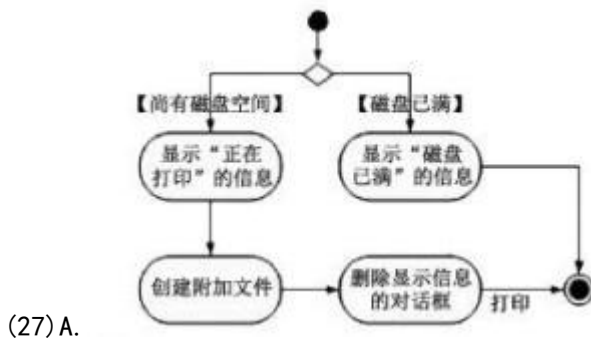 【尚有磁盘空间】
【磁盘已满】
显示“正在
打印”的信息
显示“磁盘
已满”的信息
创建附加文件
删除显示信息
的对话框
打印
(27)A.